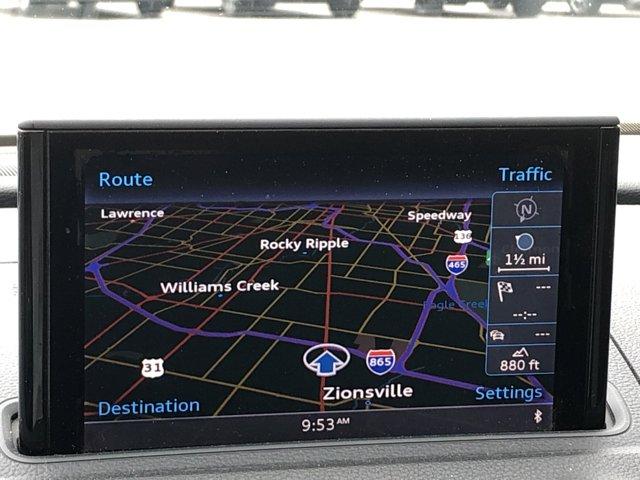 Route
Traffic
Lawrence
Speedway
N
136
Rocky Ripple
465
1½ mi
Williams Creek
Eagle Creek
---
--:--
---
31
865
880 ft
Zionsville
Settings
Destination
9:53 AM